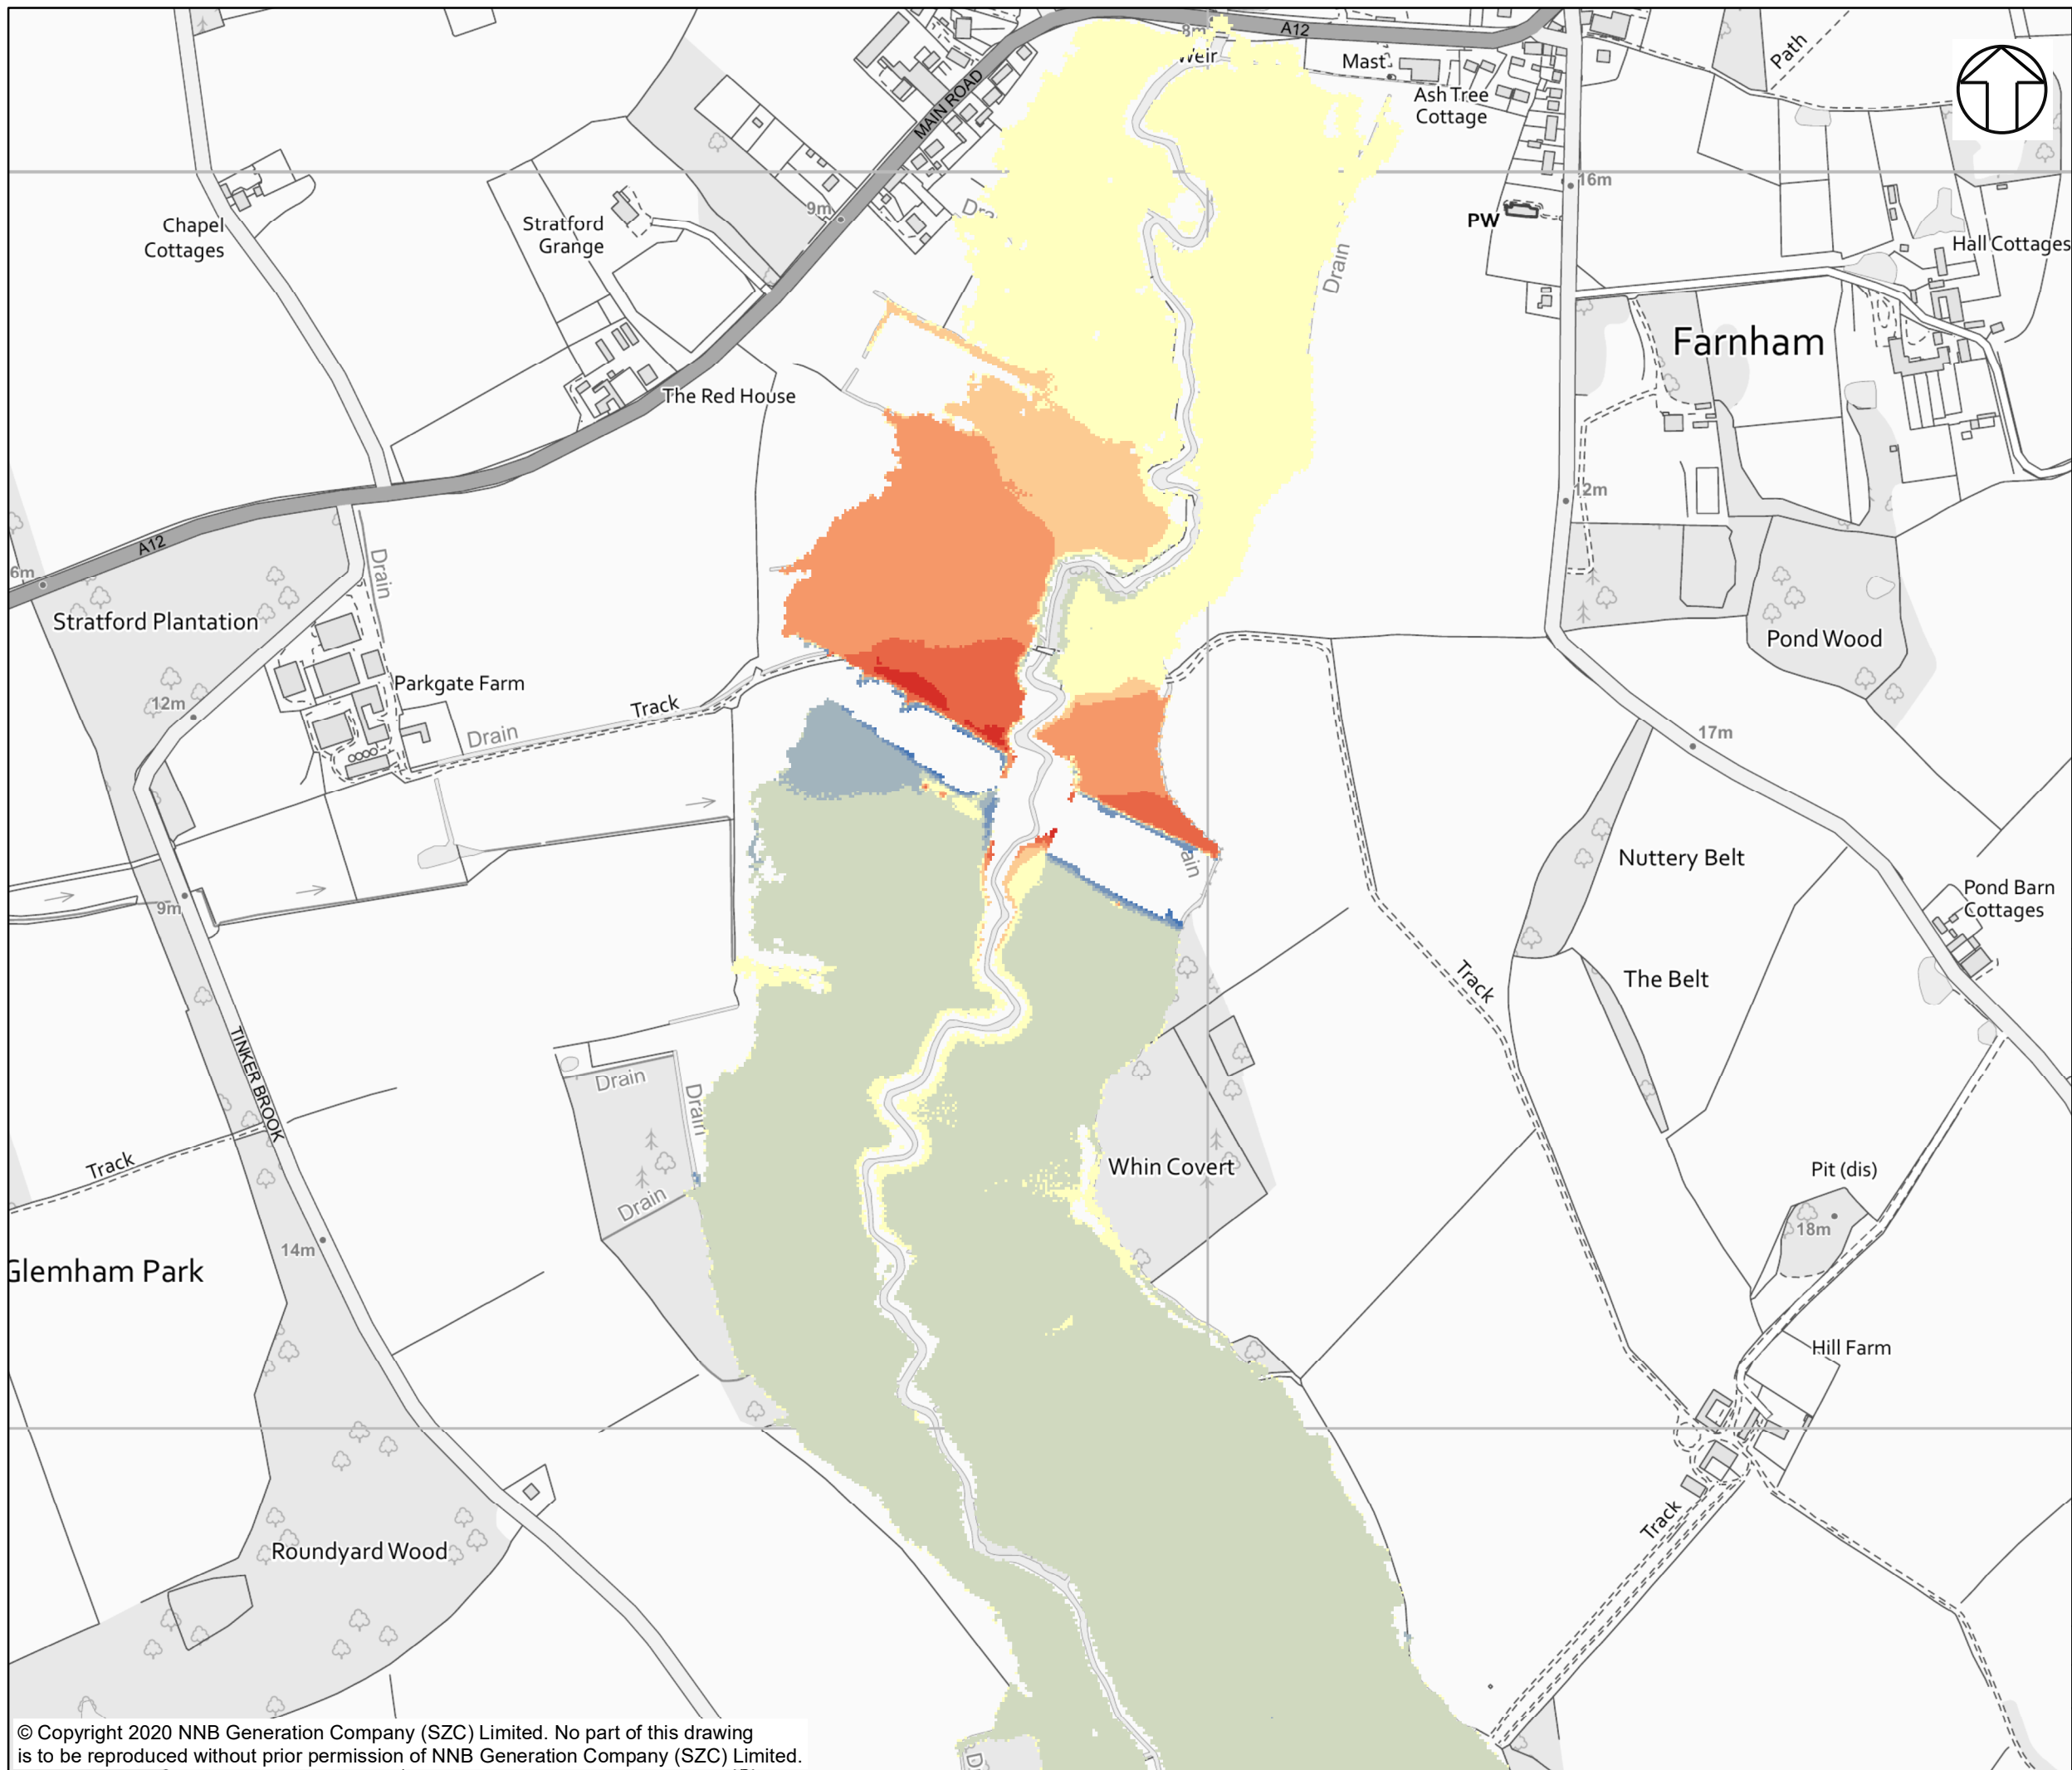 A12
8m
Weir
Mast
Path
MAIN ROAD
Ash Tree
Cottage
16m
9m
Chapel
Cottages
Stratford
Grange
PW
Hall Cottages
Drain
Farnham
The Red House
12m
A12
6m
Drain
Stratford Plantation
Pond Wood
Parkgate Farm
12m
Track
Drain
17m
Nuttery Belt
9m
Pond Barn
Cottages
The Belt
Track
TINKER BROOK
Drain
Drain
Track
Whin Covert
Pit (dis)
Drain
18m
14m
Glemham Park
Hill Farm
Track
Roundyard Wood
© Copyright 2020 NNB Generation Company (SZC) Limited. No part of this drawing
is to be reproduced without prior permission of NNB Generation Company (SZC) Limited.